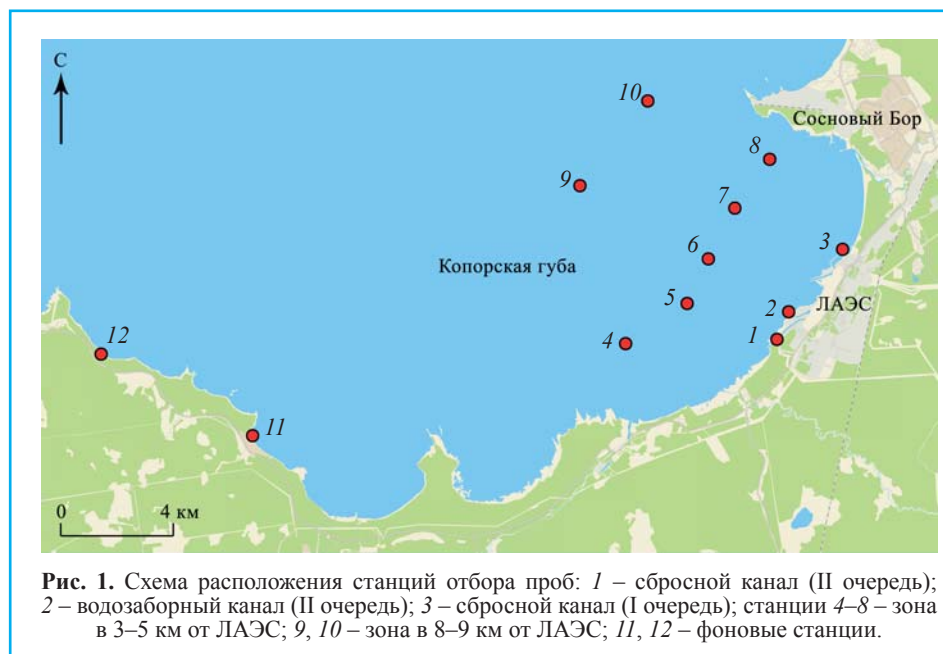 С
10
Сосновый Бор
8
9
7
3
6
Копорская губа
5
2
ЛАЭС
12
4
1
11
0 4 км
Рис. 1. Схема расположения станций отбора проб: 1 – сбросной канал (II очередь);
2 – водозаборный канал (II очередь); 3 – сбросной канал (I очередь); станции 4–8 – зона
в 3–5 км от ЛАЭС; 9, 10 – зона в 8–9 км от ЛАЭС; 11, 12 – фоновые станции.